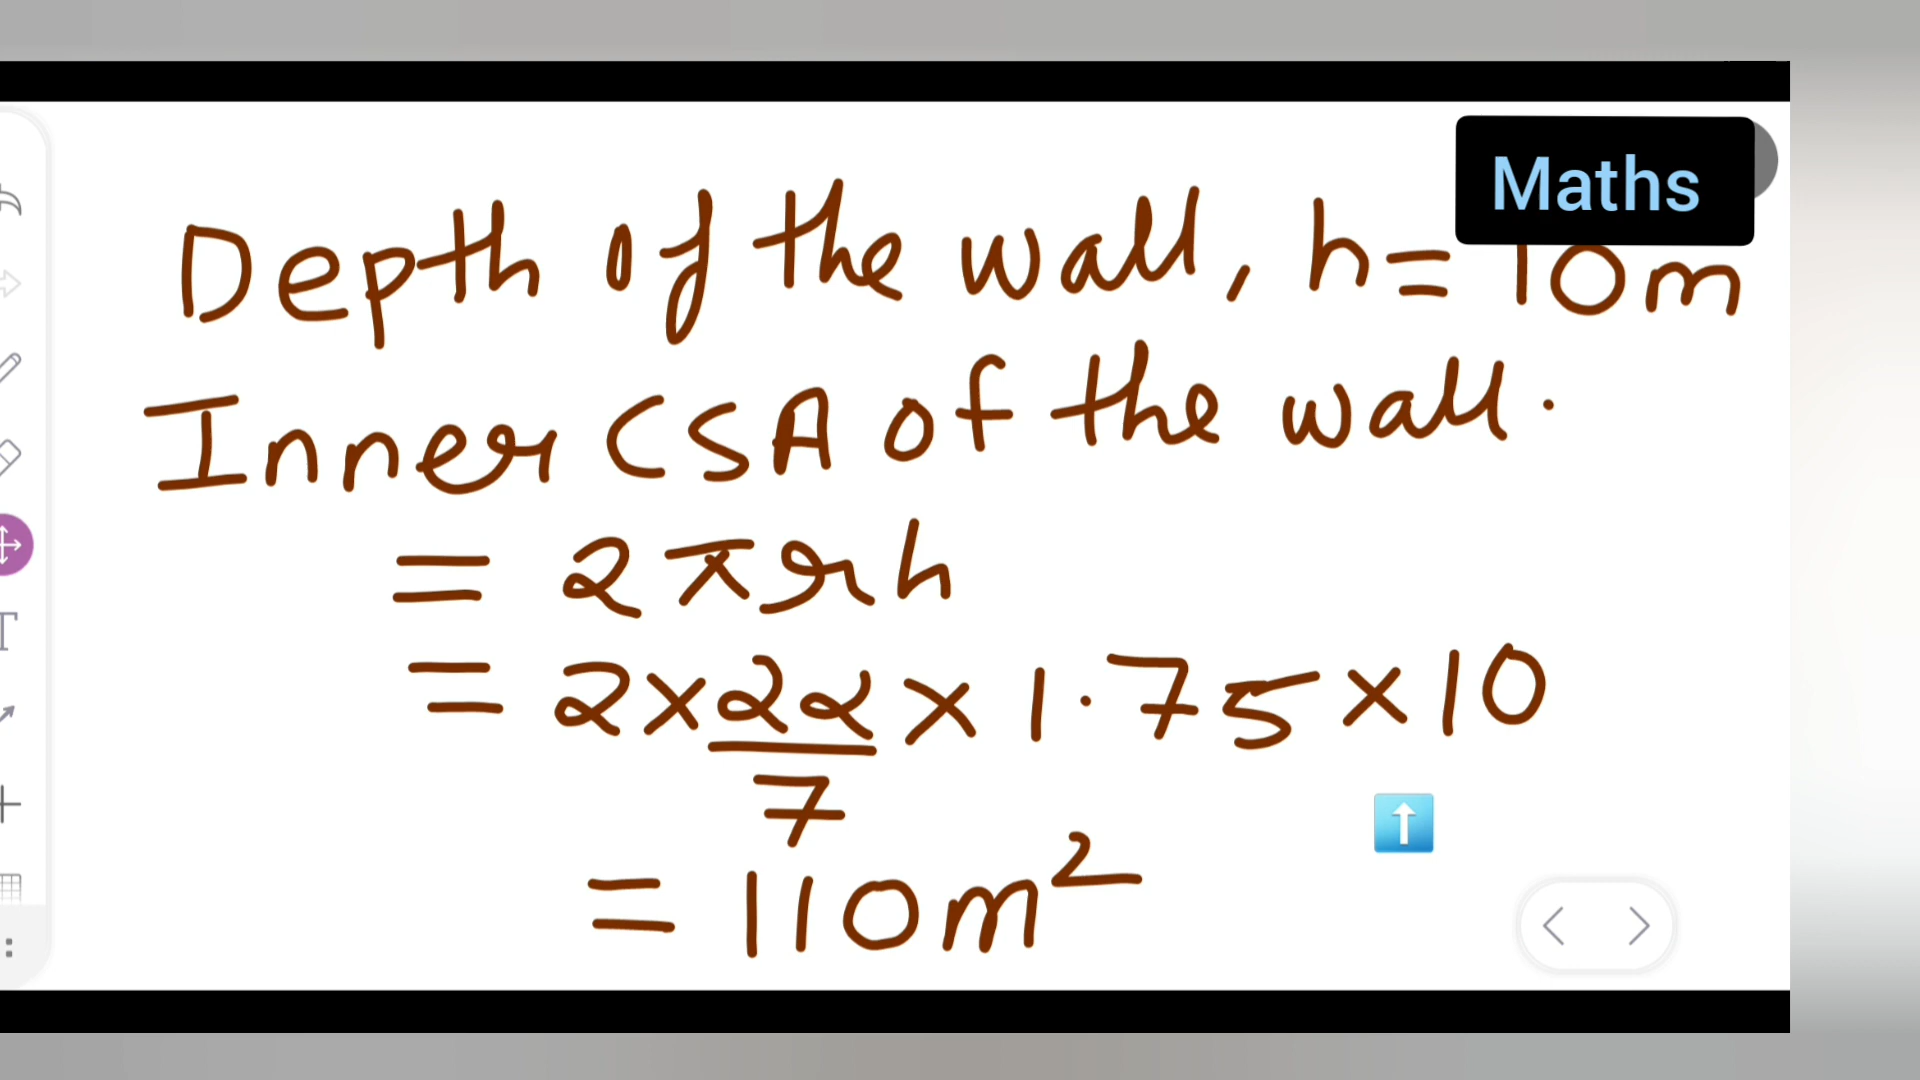 Maths
Depth of the wall, h = 10m
Inner CSA of the wall.
= 2πrh
= 2 × 22/7 × 1.75 × 10
= 110m²